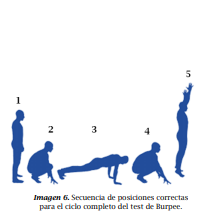 5
1
2
3
4
Imagen 6. Secuencia de posiciones correctas
para el ciclo completo del test de Burpee.